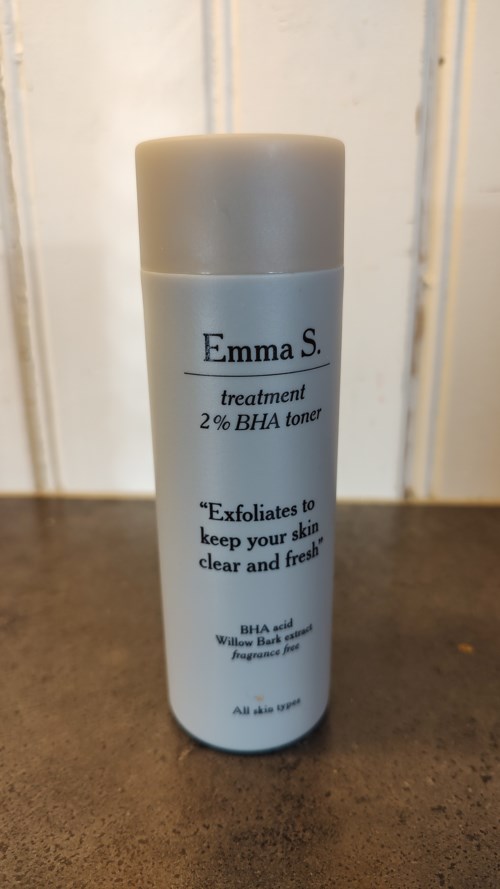 Emma S.
treatment
2% BHA toner
“Exfoliates to
keep your skin
clear and fresh”
BHA acid
Willow Bark extract
fragrance free
All skin types